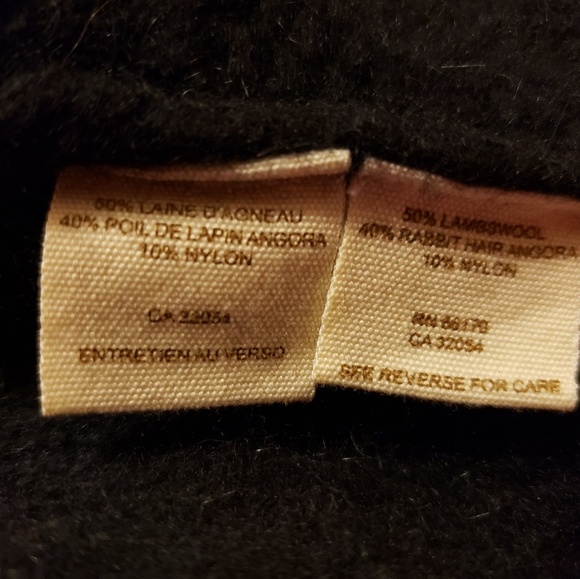 50% LAINE D'AGNEAU
40% POIL DE LAPIN ANGORA
10% NYLON
CA 32054
ENTRETIEN AU VERSO
50% LAMBSWOOL
40% RABBIT HAIR ANGORA
10% NYLON
RN 66170
CA 32054
SEE REVERSE FOR CARE